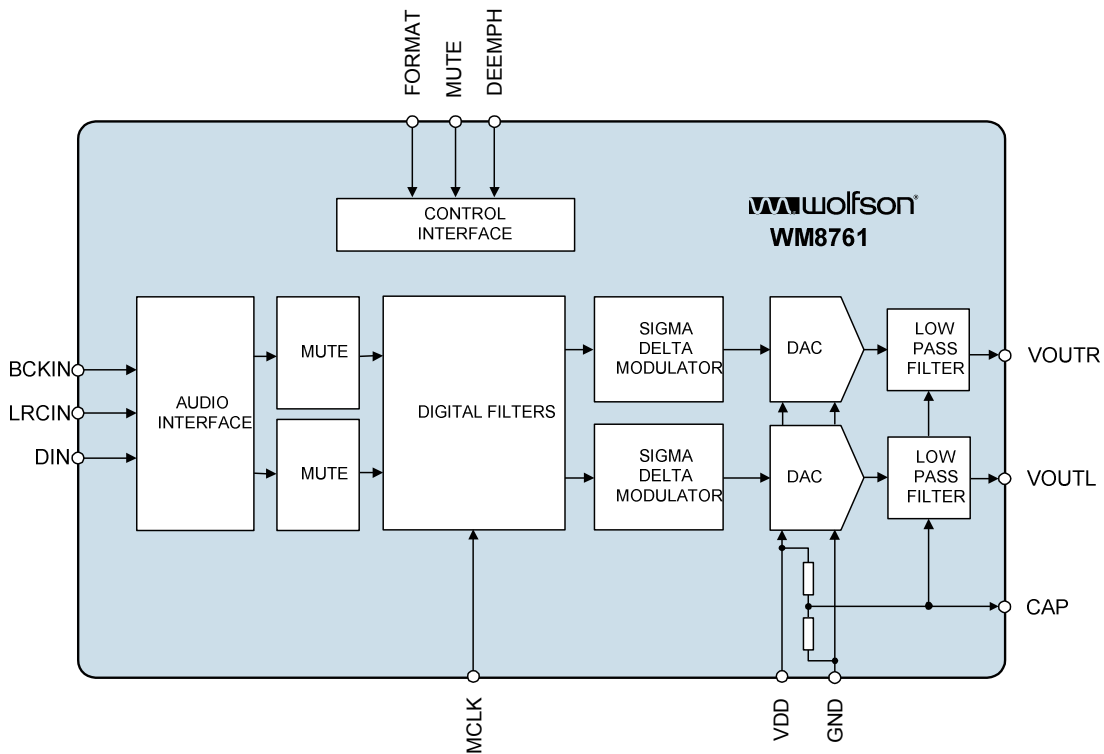 FORMAT
MUTE
DEEMPH
CONTROL
INTERFACE
wolfson®
WM8761
BCKIN
LRCIN
DIN
AUDIO
INTERFACE
MUTE
MUTE
DIGITAL FILTERS
SIGMA
DELTA
MODULATOR
SIGMA
DELTA
MODULATOR
DAC
DAC
LOW
PASS
FILTER
LOW
PASS
FILTER
VOUTR
VOUTL
CAP
MCLK
VDD
GND